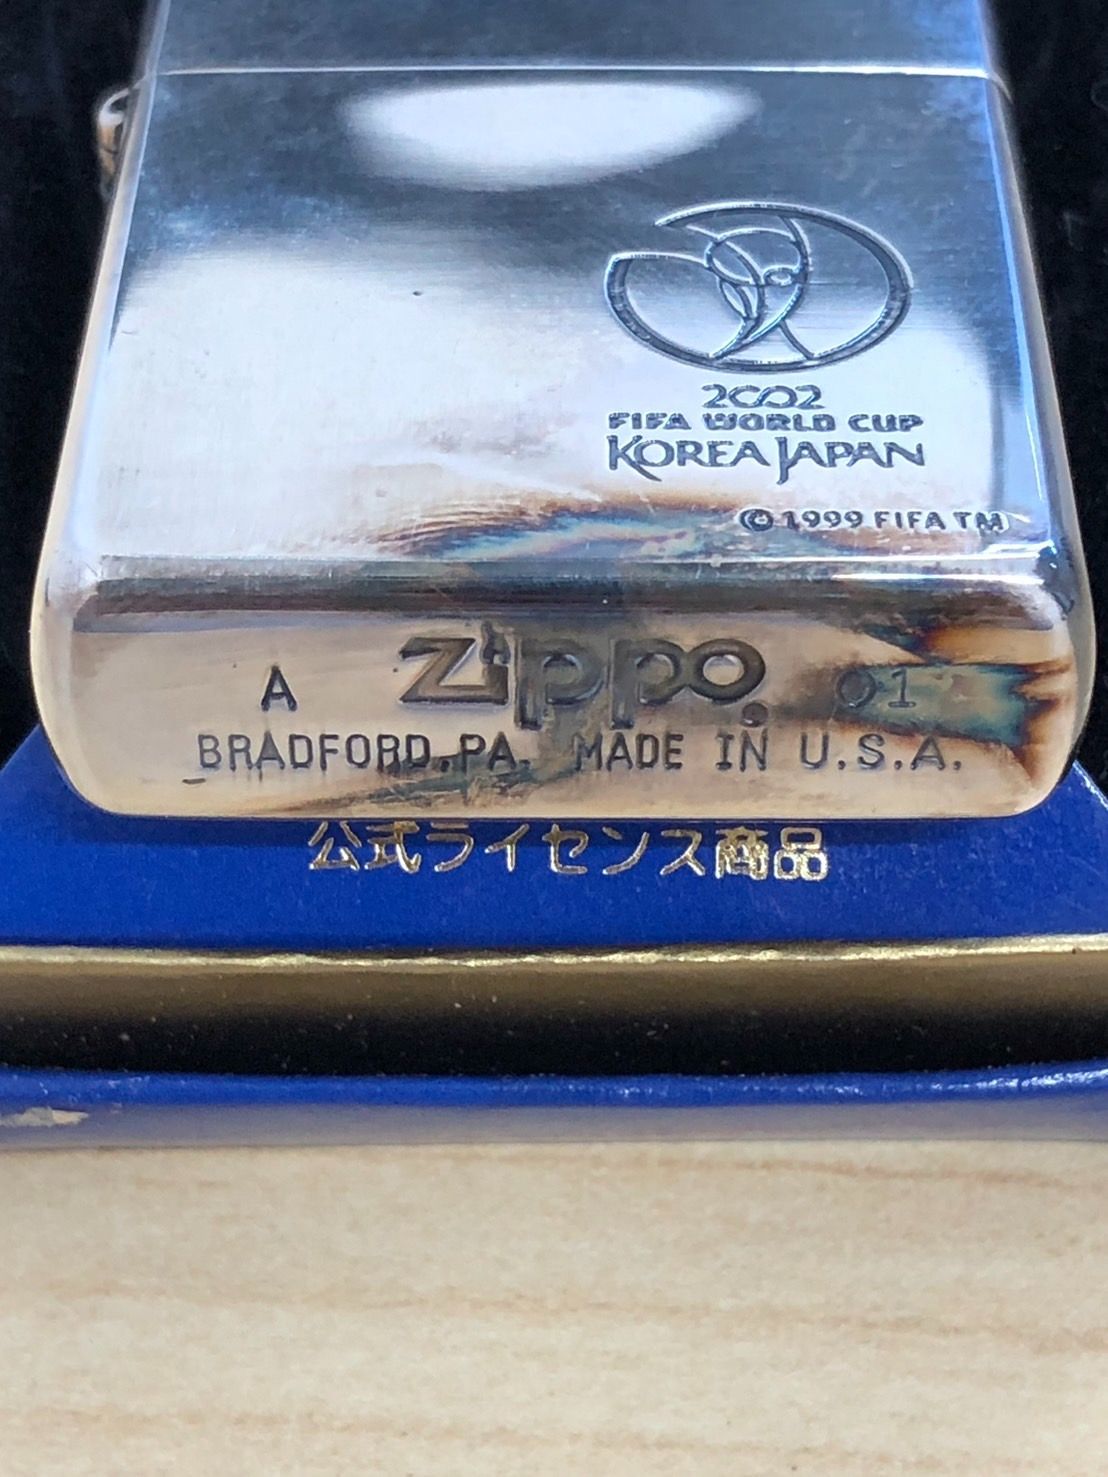 2002
FIFA WORLD CUP
KOREA JAPAN
© 1999 FIFA TM
A Zippo 01
BRADFORD, PA. MADE IN U.S.A.
公式ライセンス商品